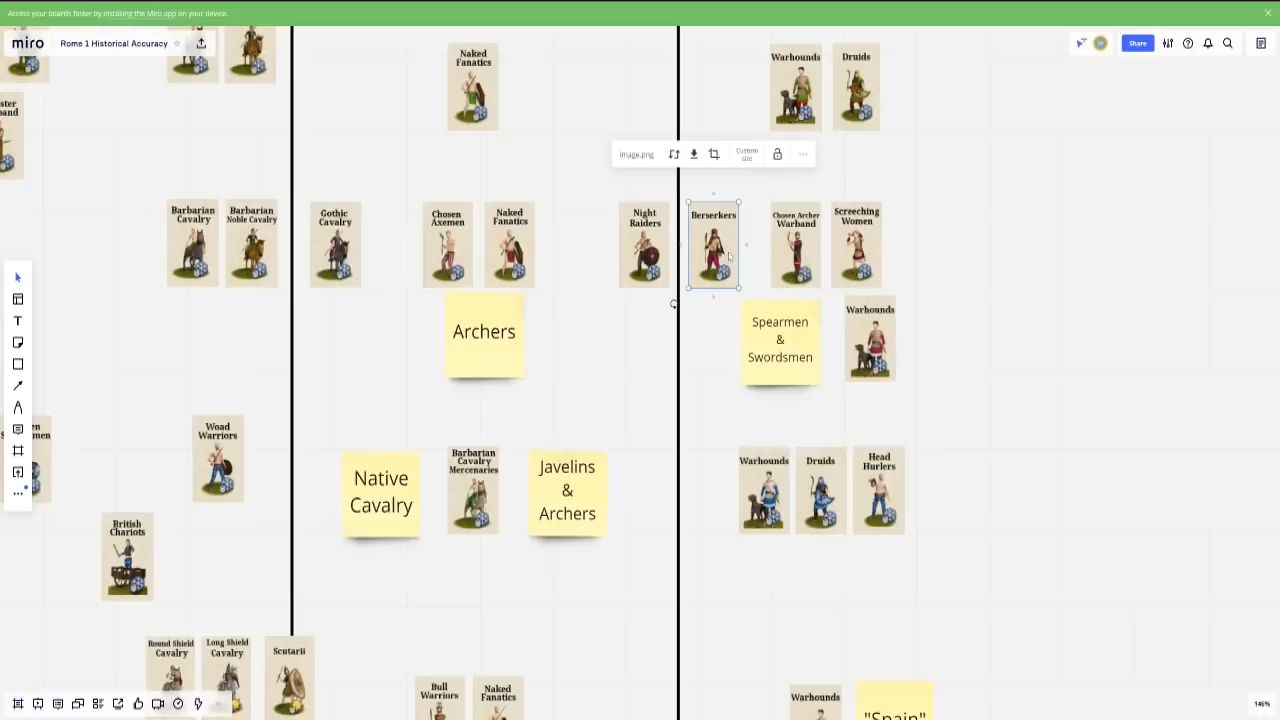 Access your boards faster by installing the Miro app on your device.
miro
Rome 1 Historical Accuracy
Share
Naked
Fanatics
Warhounds
Druids
image.png
Custom
size
Barbarian
Cavalry
Barbarian
Noble Cavalry
Gothic
Cavalry
Chosen
Axemen
Naked
Fanatics
Night
Raiders
Berserkers
Chosen Archer
Warband
Screeching
Women
Archers
Spearmen
&
Swordsmen
Warhounds
Woad
Warriors
Native
Cavalry
Barbarian
Cavalry
Mercenaries
Javelins
&
Archers
Warhounds
Druids
Head
Hurlers
British
Chariots
Round Shield
Cavalry
Long Shield
Cavalry
Scutarii
Bull
Warriors
Naked
Fanatics
Warhounds
"Spain"
146%